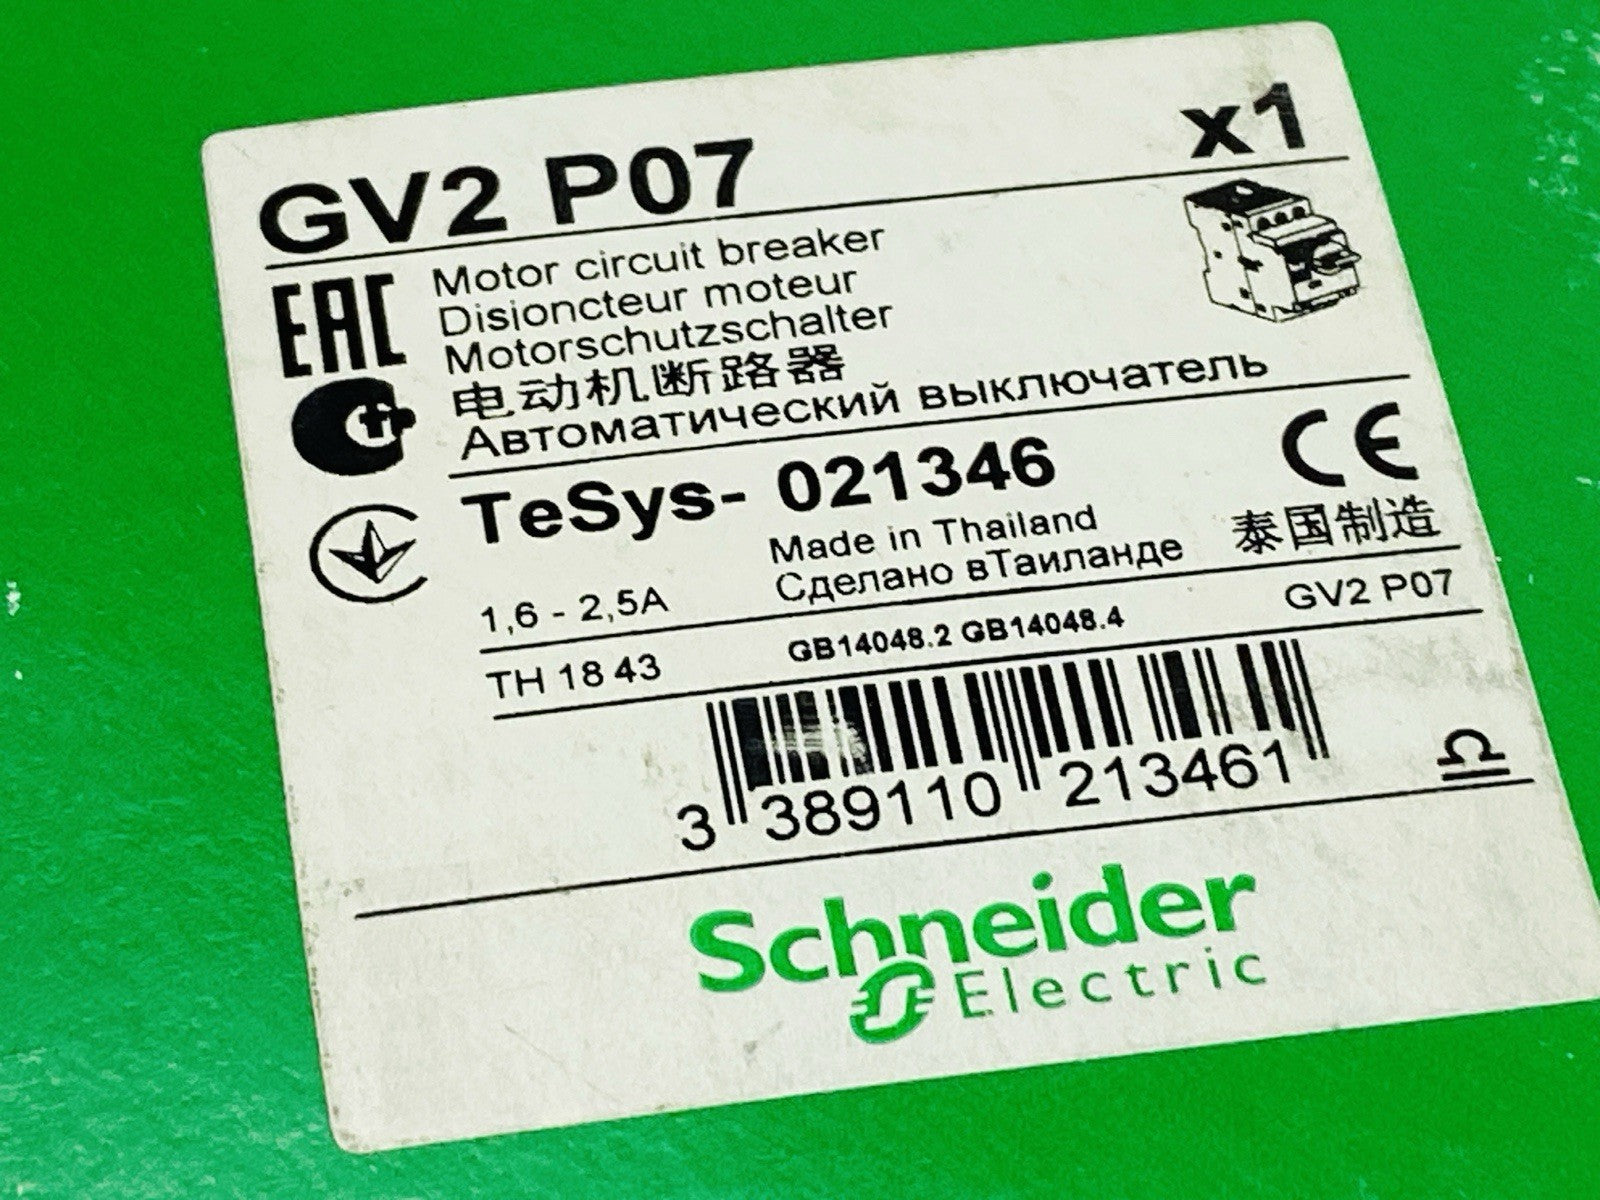 GV2 P07 x1
EAC
Motor circuit breaker
Disjoncteur moteur
Motorschutzschalter
电动机断路器
Автоматический выключатель
TeSys- 021346 CE
Made in Thailand
Сделано вТаиланде 泰国制造
1,6 - 2,5A
GB14048.2 GB14048.4 GV2 P07
TH 18 43
3 389110 213461
Schneider
Electric